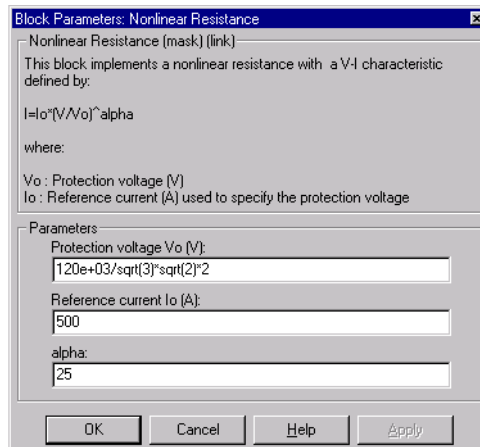 Block Parameters: Nonlinear Resistance
Nonlinear Resistance (mask) (link)
This block implements a nonlinear resistance with a V-I characteristic
defined by:
I=Io*(V/Vo)^alpha
where:
Vo : Protection voltage (V)
Io : Reference current (A) used to specify the protection voltage
Parameters
Protection voltage Vo (V):
120e+03/sqrt(3)*sqrt(2)*2
Reference current Io (A):
500
alpha:
25
OK Cancel Help Apply